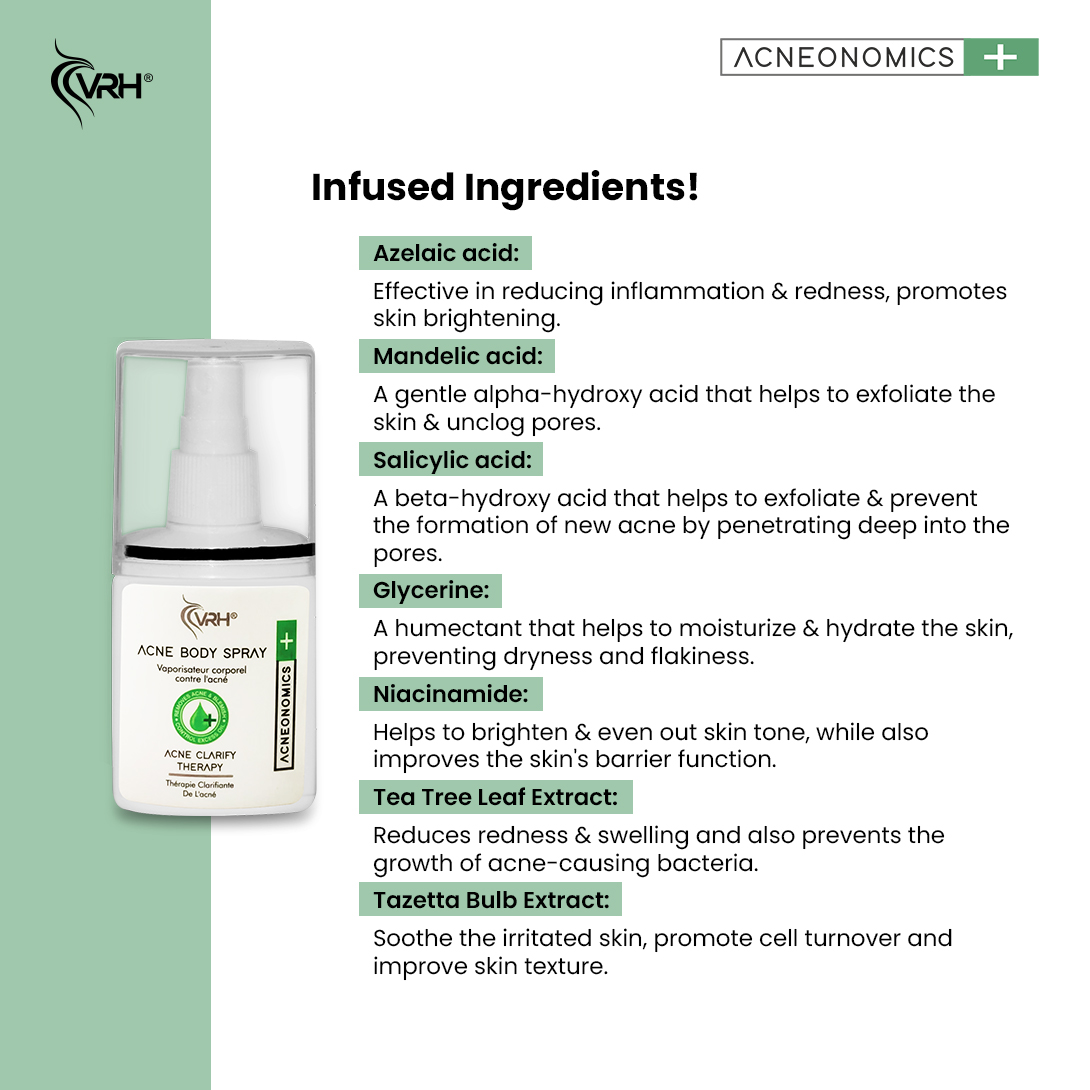 VRH®
ACNEONOMICS +
Infused Ingredients!
Azelaic acid:
Effective in reducing inflammation & redness, promotes
skin brightening.
Mandelic acid:
A gentle alpha-hydroxy acid that helps to exfoliate the
skin & unclog pores.
Salicylic acid:
A beta-hydroxy acid that helps to exfoliate & prevent
the formation of new acne by penetrating deep into the
pores.
Glycerine:
A humectant that helps to moisturize & hydrate the skin,
preventing dryness and flakiness.
Niacinamide:
Helps to brighten & even out skin tone, while also
improves the skin's barrier function.
Tea Tree Leaf Extract:
Reduces redness & swelling and also prevents the
growth of acne-causing bacteria.
Tazetta Bulb Extract:
Soothe the irritated skin, promote cell turnover and
improve skin texture.
VRH®
ACNE BODY SPRAY
Vaporisateur corporel
contre l'acné
REMOVES ACNE & BLEMISH
CONTROL EXCESS OIL
ACNE CLARIFY
THERAPY
Thérapie Clarifiante
De L'acné
ACNEONOMICS +